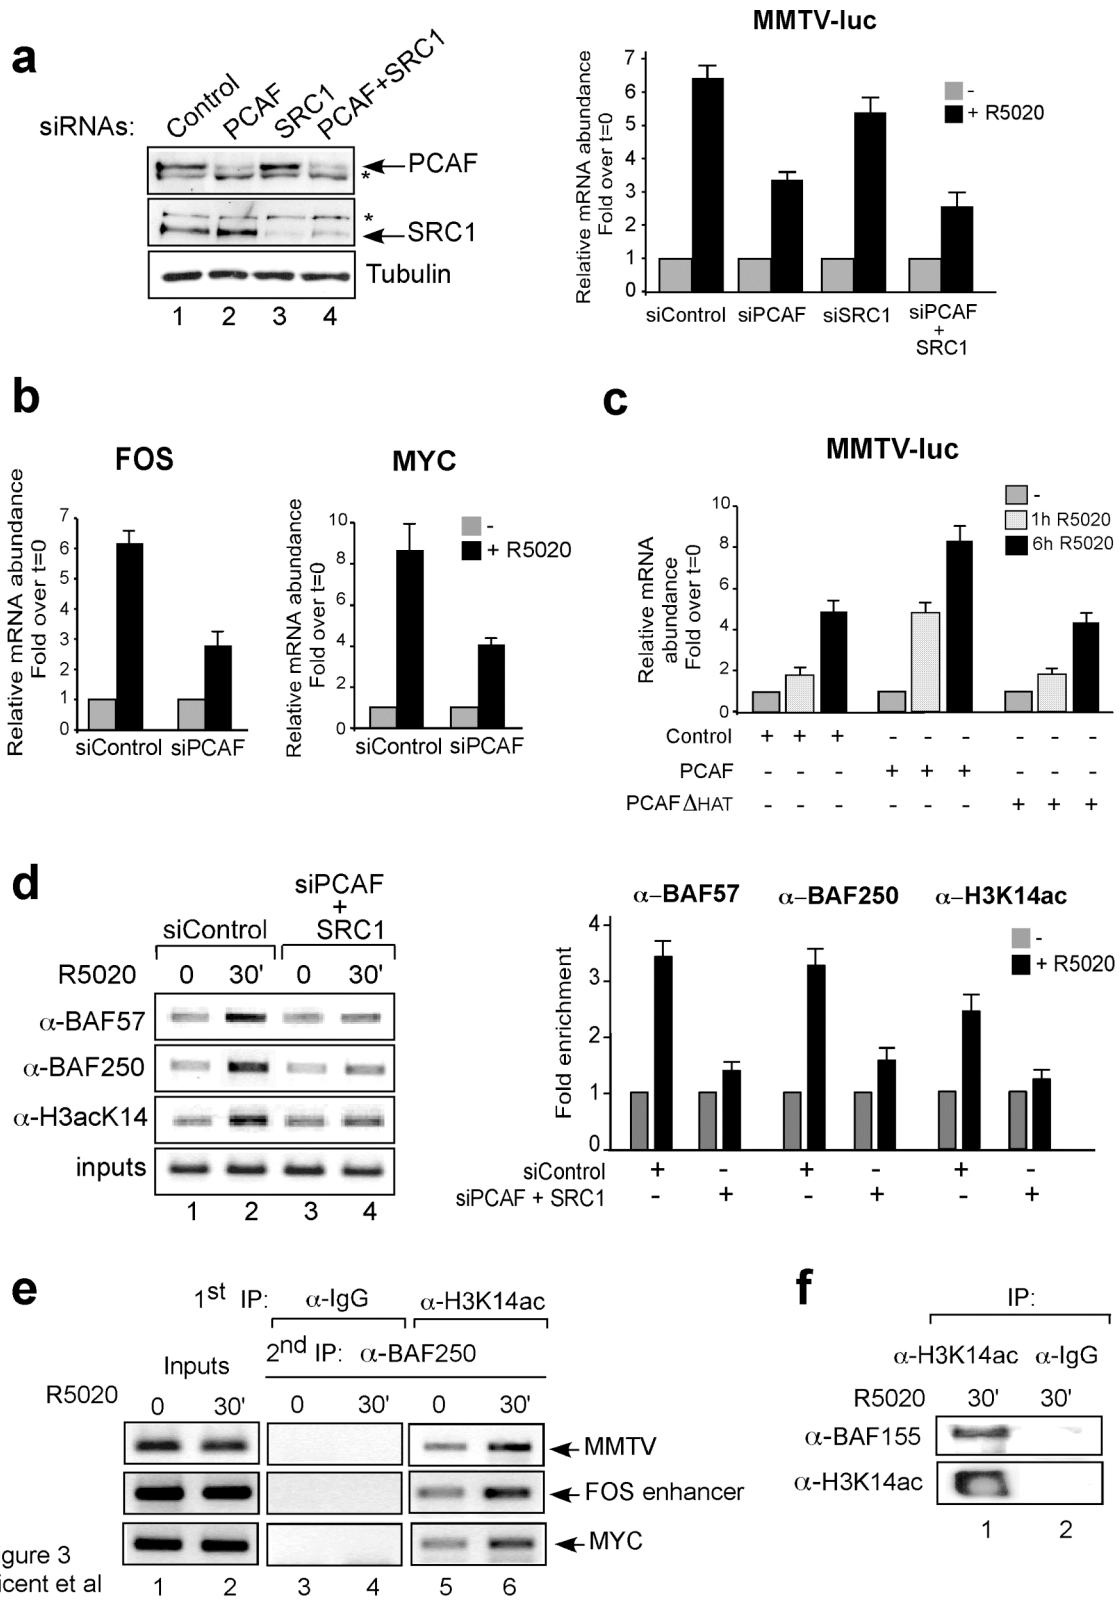 a
siRNAs:
Control
PCAF
SRC1
PCAF+SRC1
PCAF
*
*
SRC1
Tubulin
1 2 3 4
MMTV-luc
Relative mRNA abundance
Fold over t=0
7
6
5
4
3
2
1
0
-
+ R5020
siControl siPCAF siSRC1 siPCAF
+
SRC1
b
FOS
Relative mRNA abundance
Fold over t=0
7
6
5
4
3
2
1
0
siControl siPCAF
MYC
Relative mRNA abundance
Fold over t=0
10
8
6
4
2
0
-
+ R5020
siControl siPCAF
c
MMTV-luc
Relative mRNA
abundance
Fold over t=0
10
8
6
4
2
0
-
1h R5020
6h R5020
Control + + + - - - - - -
PCAF - - - + + + - - -
PCAF ΔHAT - - - - - - + + +
d
siControl
siPCAF
+
SRC1
R5020 0 30' 0 30'
α-BAF57
α-BAF250
α-H3acK14
inputs
1 2 3 4
α–BAF57 α–BAF250 α–H3K14ac
Fold enrichment
4
3
2
1
0
-
+ R5020
siControl + - + - + -
siPCAF + SRC1 - + - + - +
e
1st IP: α-IgG α-H3K14ac
2nd IP: α-BAF250
Inputs
R5020 0 30' 0 30' 0 30'
MMTV
FOS enhancer
MYC
1 2 3 4 5 6
f
IP:
α-H3K14ac α-IgG
R5020 30' 30'
α-BAF155
α-H3K14ac
1 2
gure 3
icent et al